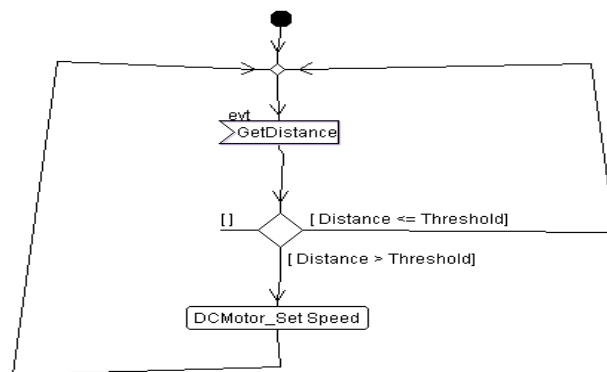 evt
GetDistance
[ ]
[ Distance <= Threshold]
[ Distance > Threshold]
DCMotor_Set Speed